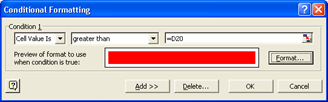 Conditional Formatting
Condition 1
Cell Value Is greater than =D20
Preview of format to use
when condition is true:
Format...
Add >> Delete... OK Cancel